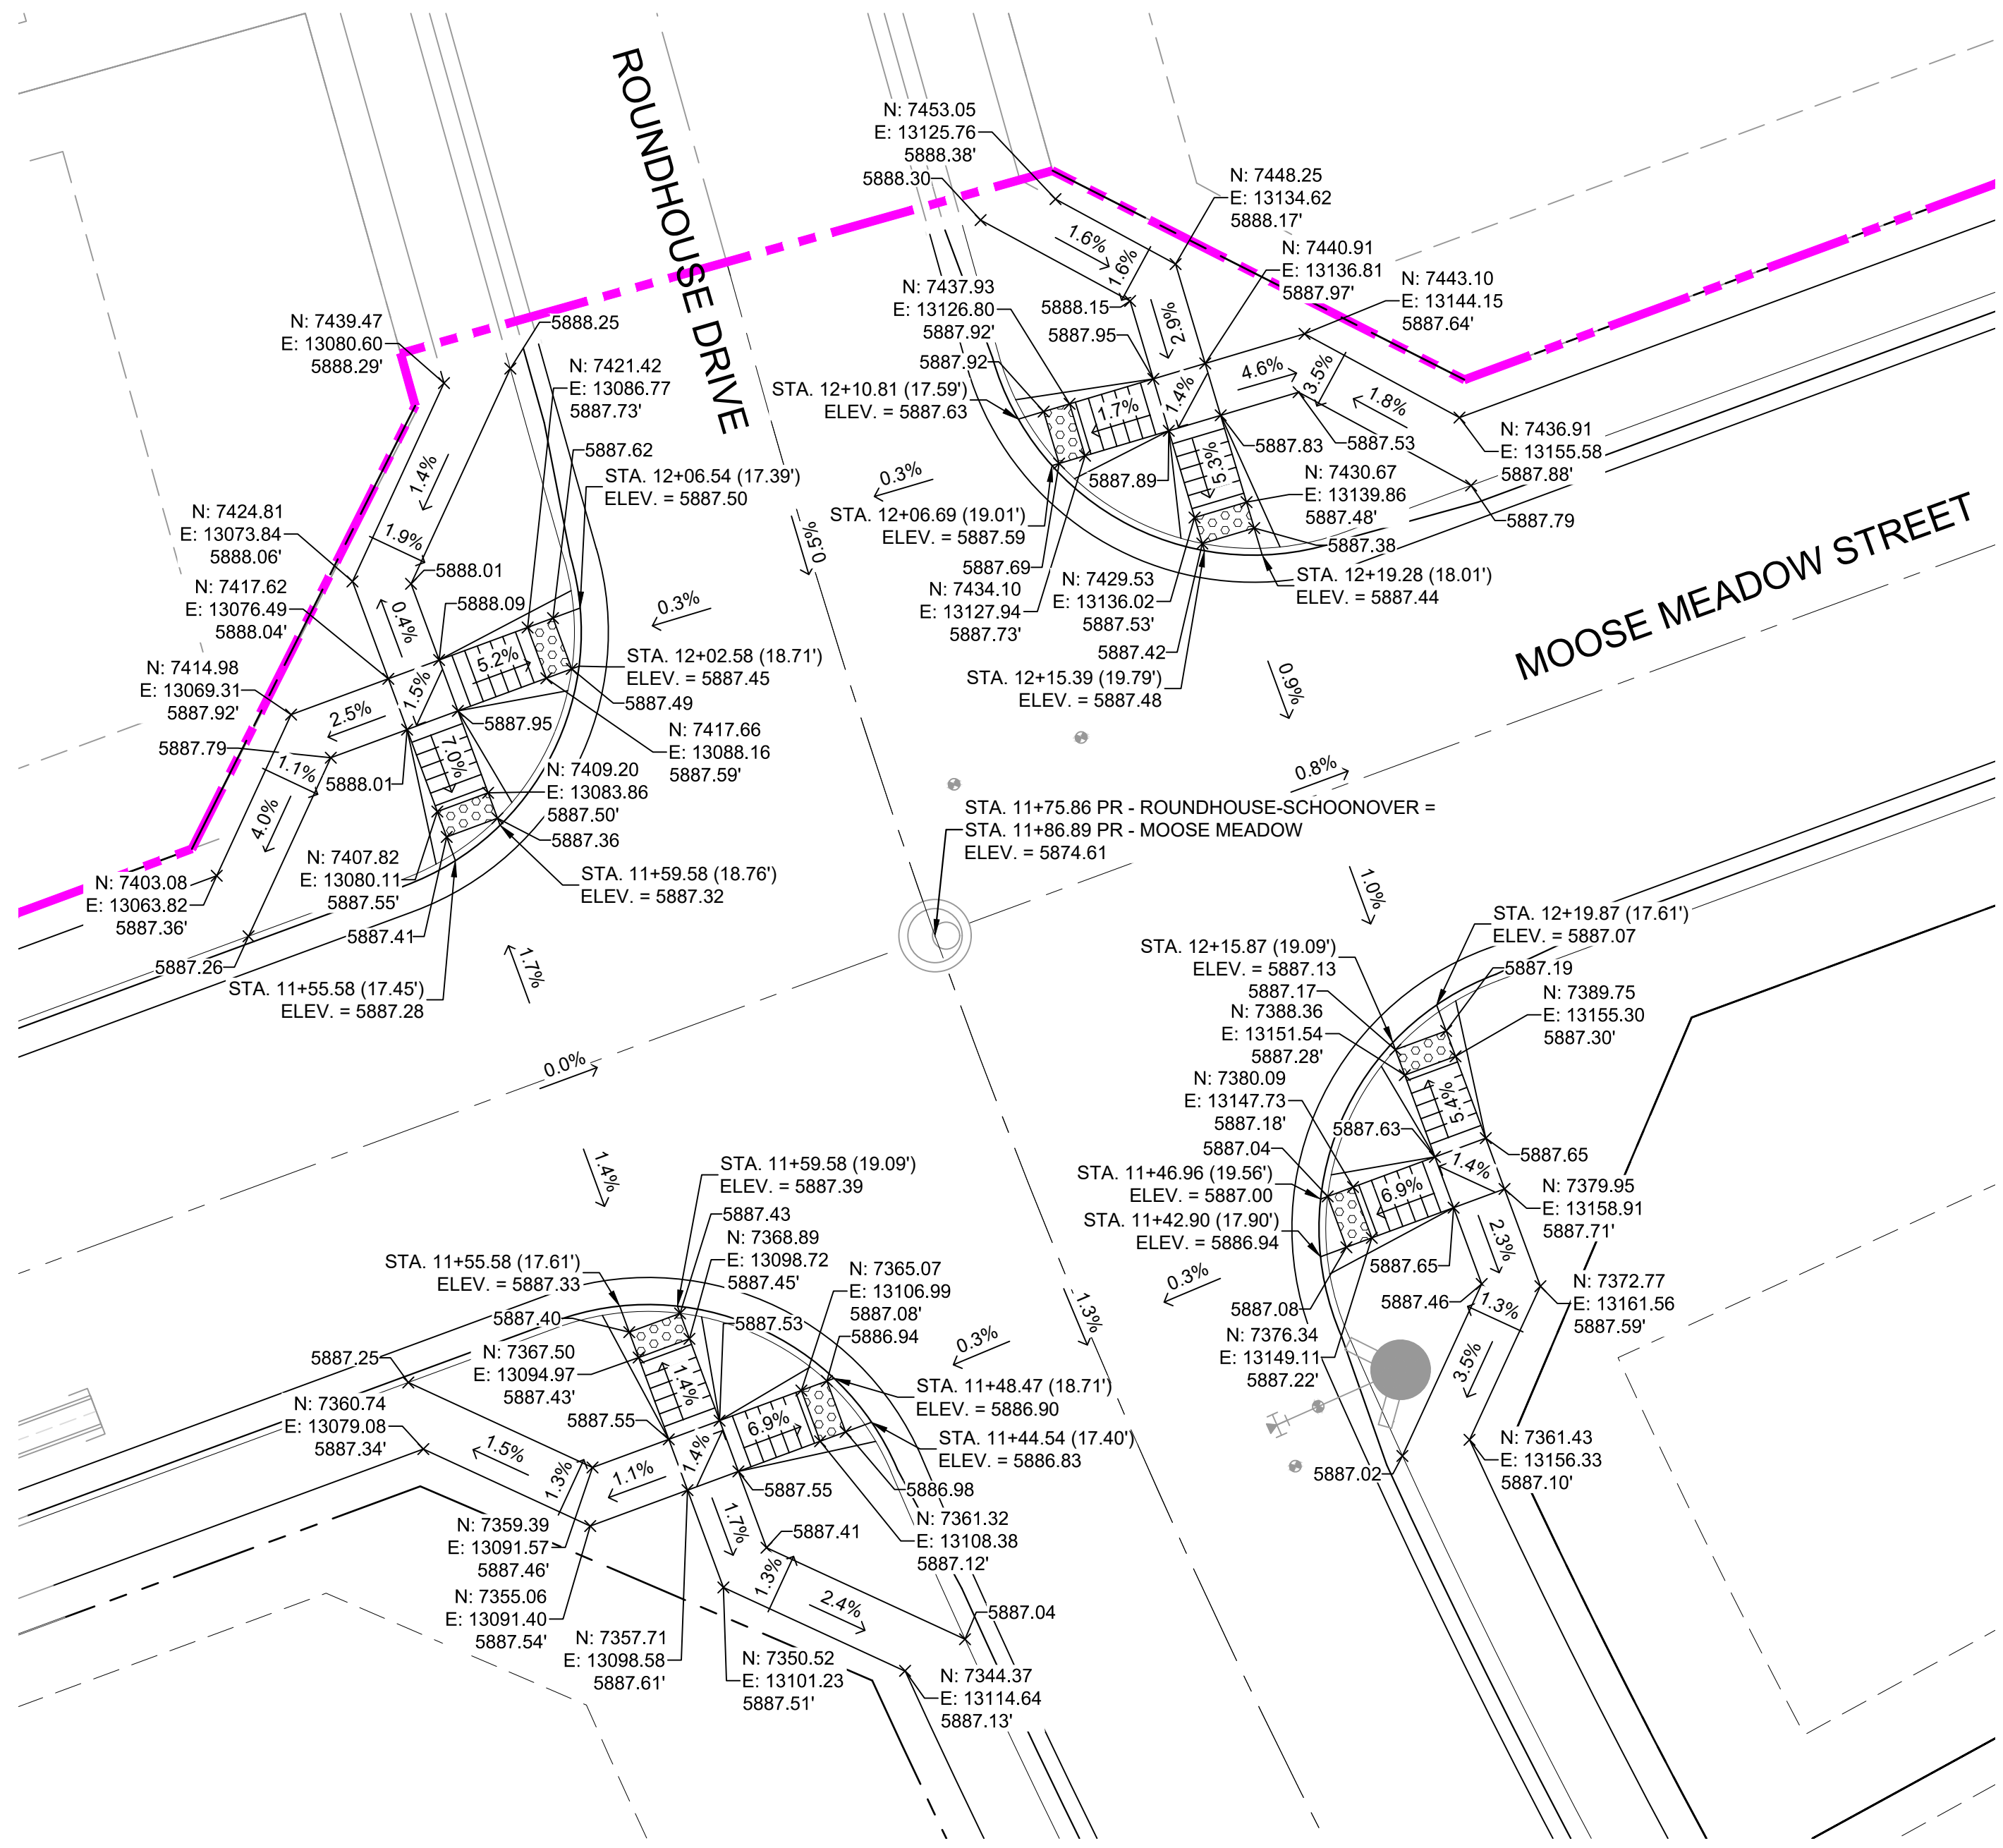 ROUNDHOUSE DRIVE
N: 7453.05
E: 13125.76
5888.38'
5888.30
N: 7448.25
E: 13134.62
5888.17'
1.6%
1.6%
N: 7440.91
E: 13136.81
5887.97'
N: 7443.10
E: 13144.15
5887.64'
N: 7437.93
E: 13126.80
5887.92'
5888.15
5887.95
2.9%
5887.92
STA. 12+10.81 (17.59')
ELEV. = 5887.63
1.7%
1.4%
4.6%
3.5%
1.8%
5887.83
5887.53
N: 7436.91
E: 13155.58
5887.88'
5887.89
5.3%
N: 7430.67
E: 13139.86
5887.48'
5887.79
0.3%
STA. 12+06.69 (19.01')
ELEV. = 5887.59
5887.69
N: 7434.10
E: 13127.94
5887.73'
N: 7429.53
E: 13136.02
5887.53'
5887.38
STA. 12+19.28 (18.01')
ELEV. = 5887.44
5887.42
STA. 12+15.39 (19.79')
ELEV. = 5887.48
MOOSE MEADOW STREET
N: 7439.47
E: 13080.60
5888.29'
5888.25
N: 7421.42
E: 13086.77
5887.73'
5887.62
STA. 12+06.54 (17.39')
ELEV. = 5887.50
1.4%
N: 7424.81
E: 13073.84
5888.06'
1.9%
0.5%
5888.01
N: 7417.62
E: 13076.49
5888.04'
0.4%
5888.09
0.3%
5.2%
STA. 12+02.58 (18.71')
ELEV. = 5887.45
N: 7414.98
E: 13069.31
5887.92'
1.5%
2.5%
5887.49
5887.95
N: 7417.66
E: 13088.16
5887.59'
5887.79
1.1%
5888.01
7.0%
N: 7409.20
E: 13083.86
5887.50'
4.0%
5887.36
N: 7407.82
E: 13080.11
5887.55'
STA. 11+59.58 (18.76')
ELEV. = 5887.32
N: 7403.08
E: 13063.82
5887.36'
5887.41
5887.26
STA. 11+55.58 (17.45')
ELEV. = 5887.28
1.7%
0.9%
0.8%
STA. 11+75.86 PR - ROUNDHOUSE-SCHOONOVER =
STA. 11+86.89 PR - MOOSE MEADOW
ELEV. = 5874.61
1.0%
0.0%
STA. 12+19.87 (17.61')
ELEV. = 5887.07
STA. 12+15.87 (19.09')
ELEV. = 5887.13
5887.17
5887.19
N: 7388.36
E: 13151.54
5887.28'
N: 7389.75
E: 13155.30
5887.30'
N: 7380.09
E: 13147.73
5887.18'
5.4%
5887.63
5887.04
5887.65
1.4%
STA. 11+46.96 (19.56')
ELEV. = 5887.00
6.9%
N: 7379.95
E: 13158.91
5887.71'
STA. 11+42.90 (17.90')
ELEV. = 5886.94
2.3%
5887.65
0.3%
5887.08
5887.46
1.3%
N: 7372.77
E: 13161.56
5887.59'
N: 7376.34
E: 13149.11
5887.22'
3.5%
N: 7361.43
E: 13156.33
5887.10'
5887.02
1.4%
STA. 11+59.58 (19.09')
ELEV. = 5887.39
5887.43
N: 7368.89
E: 13098.72
5887.45'
STA. 11+55.58 (17.61')
ELEV. = 5887.33
N: 7365.07
E: 13106.99
5887.08'
5887.40
5887.53
5886.94
1.3%
0.3%
5887.25
N: 7367.50
E: 13094.97
5887.43'
1.4%
STA. 11+48.47 (18.71')
ELEV. = 5886.90
N: 7360.74
E: 13079.08
5887.34'
5887.55
6.9%
STA. 11+44.54 (17.40')
ELEV. = 5886.83
1.5%
1.3%
1.1%
1.4%
5887.55
5886.98
N: 7359.39
E: 13091.57
5887.46'
1.7%
5887.41
N: 7361.32
E: 13108.38
5887.12'
1.3%
N: 7355.06
E: 13091.40
5887.54'
2.4%
5887.04
N: 7357.71
E: 13098.58
5887.61'
N: 7350.52
E: 13101.23
5887.51'
N: 7344.37
E: 13114.64
5887.13'